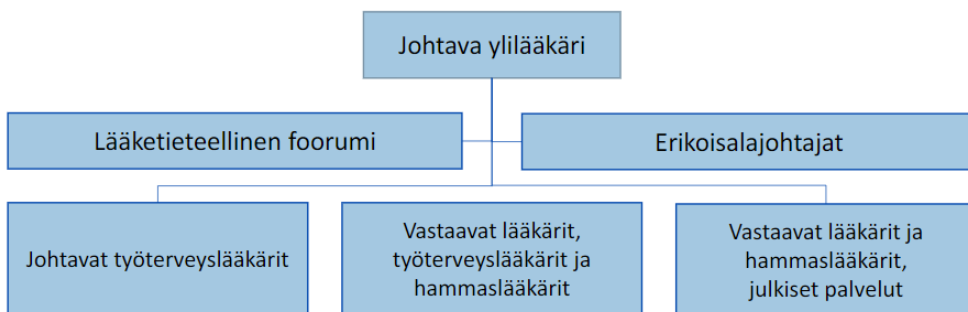 Johtava ylilääkäri
Lääketieteellinen foorumi
Erikoisalajohtajat
Johtavat työterveyslääkärit
Vastaavat lääkärit,
työterveyslääkärit ja
hammaslääkärit
Vastaavat lääkärit ja
hammaslääkärit,
julkiset palvelut